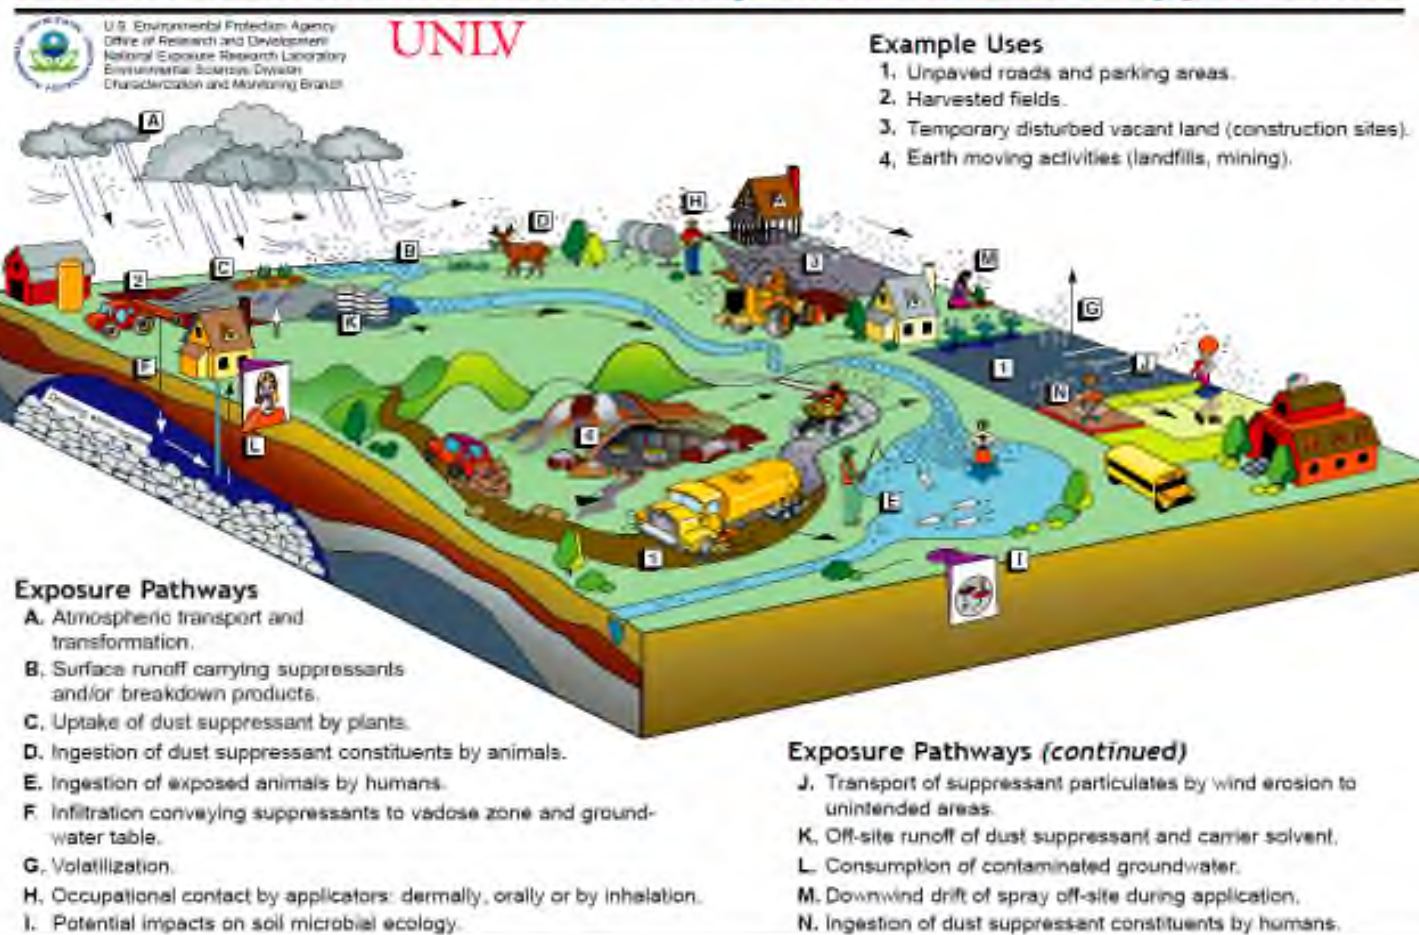 U.S. Environmental Protection Agency
Office of Research and Development
National Exposure Research Laboratory
Environmental Sciences Division
Characterization and Monitoring Branch
UNLV
Example Uses
1. Unpaved roads and parking areas.
2. Harvested fields.
3. Temporary disturbed vacant land (construction sites).
4, Earth moving activities (landfills, mining).
A
H
D
M
B
C
3
2
G
K
J
1
F
N
4
L
E
1
I
Exposure Pathways
A. Atmospheric transport and
transformation.
B. Surface runoff carrying suppressants
and/or breakdown products.
C. Uptake of dust suppressant by plants.
D. Ingestion of dust suppressant constituents by animals.
E. Ingestion of exposed animals by humans.
F. Infiltration conveying suppressants to vadose zone and ground-
water table.
G. Volatilization.
H. Occupational contact by applicators: dermally, orally or by inhalation.
I. Potential impacts on soil microbial ecology.
Exposure Pathways (continued)
J. Transport of suppressant particulates by wind erosion to
unintended areas.
K. Off-site runoff of dust suppressant and carrier solvent.
L. Consumption of contaminated groundwater.
M. Downwind drift of spray off-site during application.
N. Ingestion of dust suppressant constituents by humans.